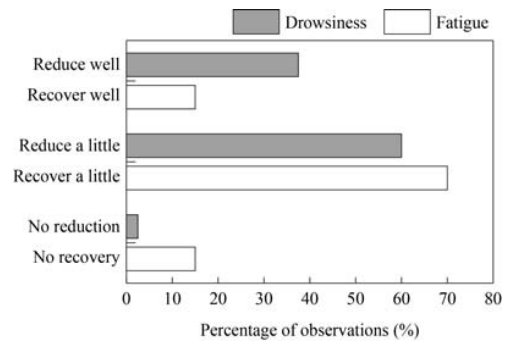 Drowsiness Fatigue
Reduce well
Recover well
Reduce a little
Recover a little
No reduction
No recovery
0 10 20 30 40 50 60 70 80
Percentage of observations (%)